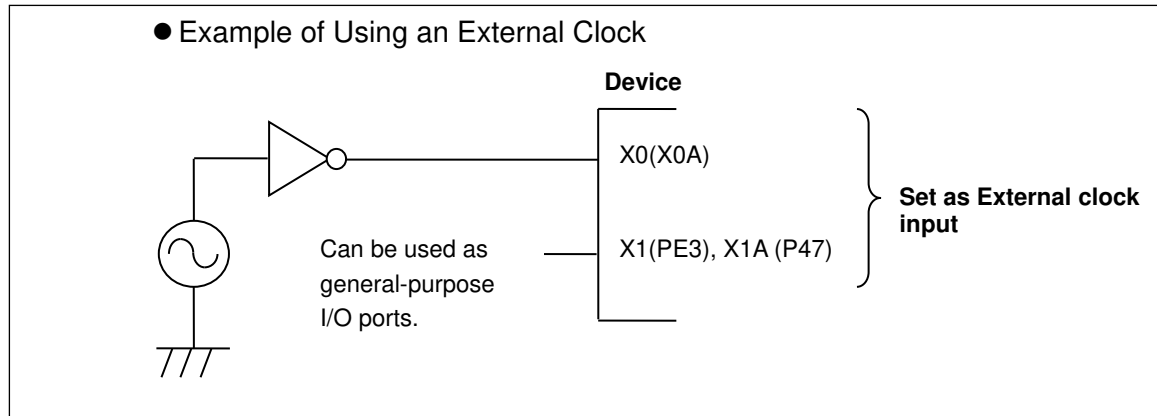 ● Example of Using an External Clock
Device
X0(X0A)
Set as External clock
input
Can be used as
general-purpose
I/O ports.
X1(PE3), X1A (P47)